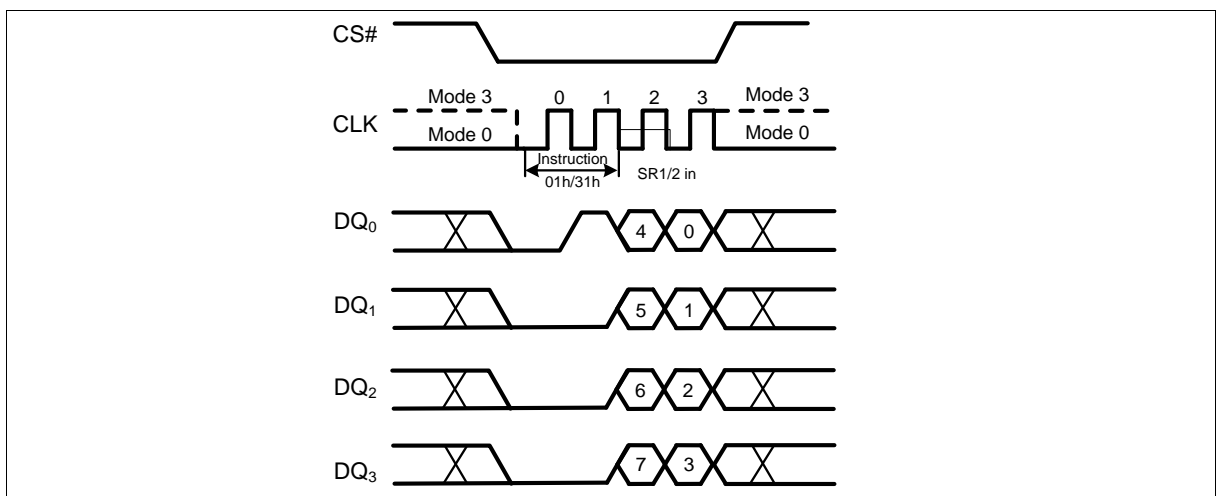 CS#
Mode 3 0 1 2 3 Mode 3
CLK
Mode 0 Mode 0
Instruction
01h/31h SR1/2 in
DQ0 4 0
DQ1 5 1
DQ2 6 2
DQ3 7 3